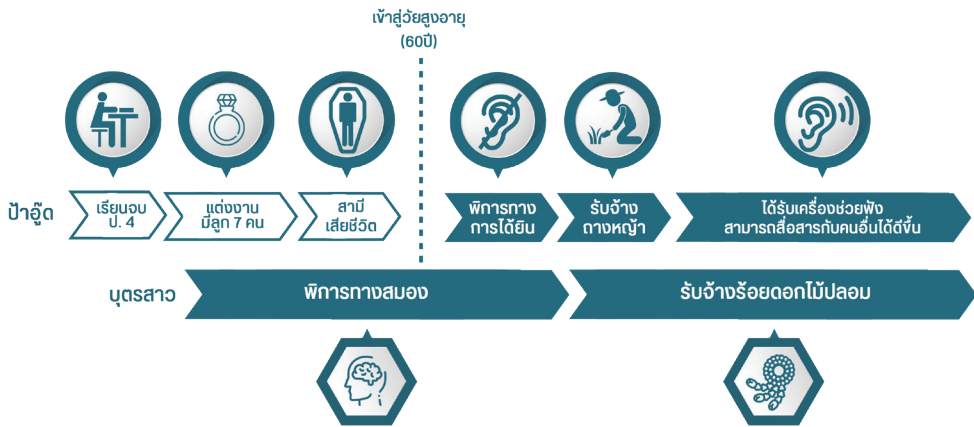 เข้าสู่วัยสูงอายุ
(60ปี)
ป้าอู๊ด
เรียนจบ
ป. 4
แต่งงาน
มีลูก 7 คน
สามี
เสียชีวิต
พิการทาง
การได้ยิน
รับจ้าง
ถางหญ้า
ได้รับเครื่องช่วยฟัง
สามารถสื่อสารกับคนอื่นได้ดีขึ้น
บุตรสาว
พิการทางสมอง
รับจ้างร้อยดอกไม้ปลอม